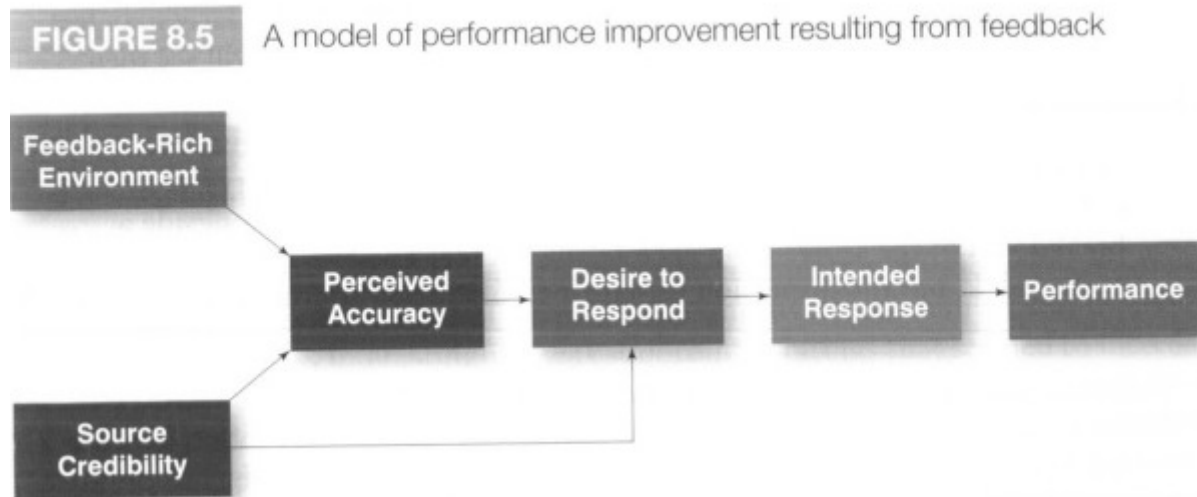 FIGURE 8.5 A model of performance improvement resulting from feedback
Feedback-Rich
Environment
Perceived
Accuracy
Desire to
Respond
Intended
Response
Performance
Source
Credibility